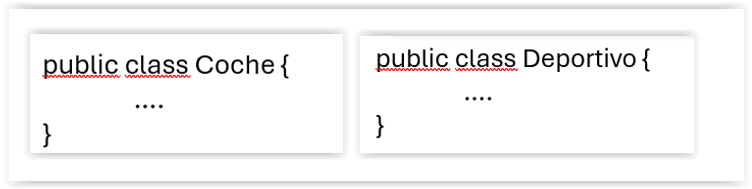 public class Coche {
....
}
public class Deportivo {
....
}